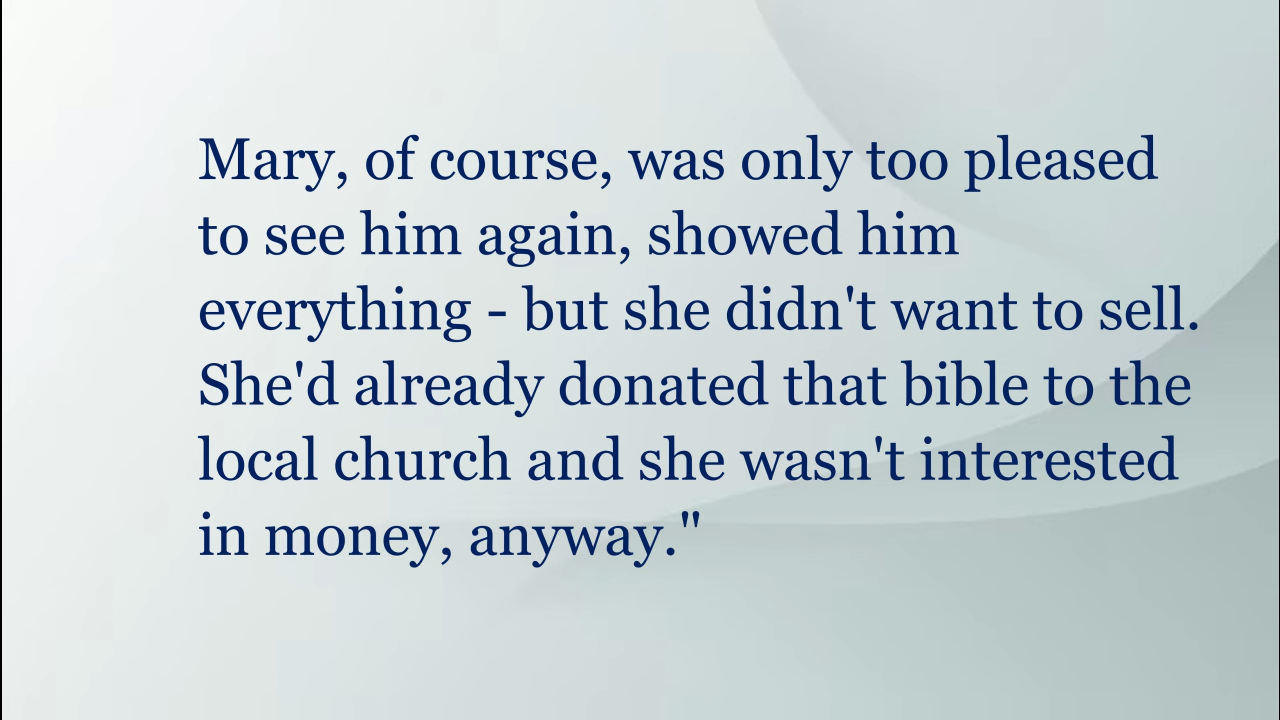 Mary, of course, was only too pleased
to see him again, showed him
everything - but she didn't want to sell.
She'd already donated that bible to the
local church and she wasn't interested
in money, anyway."